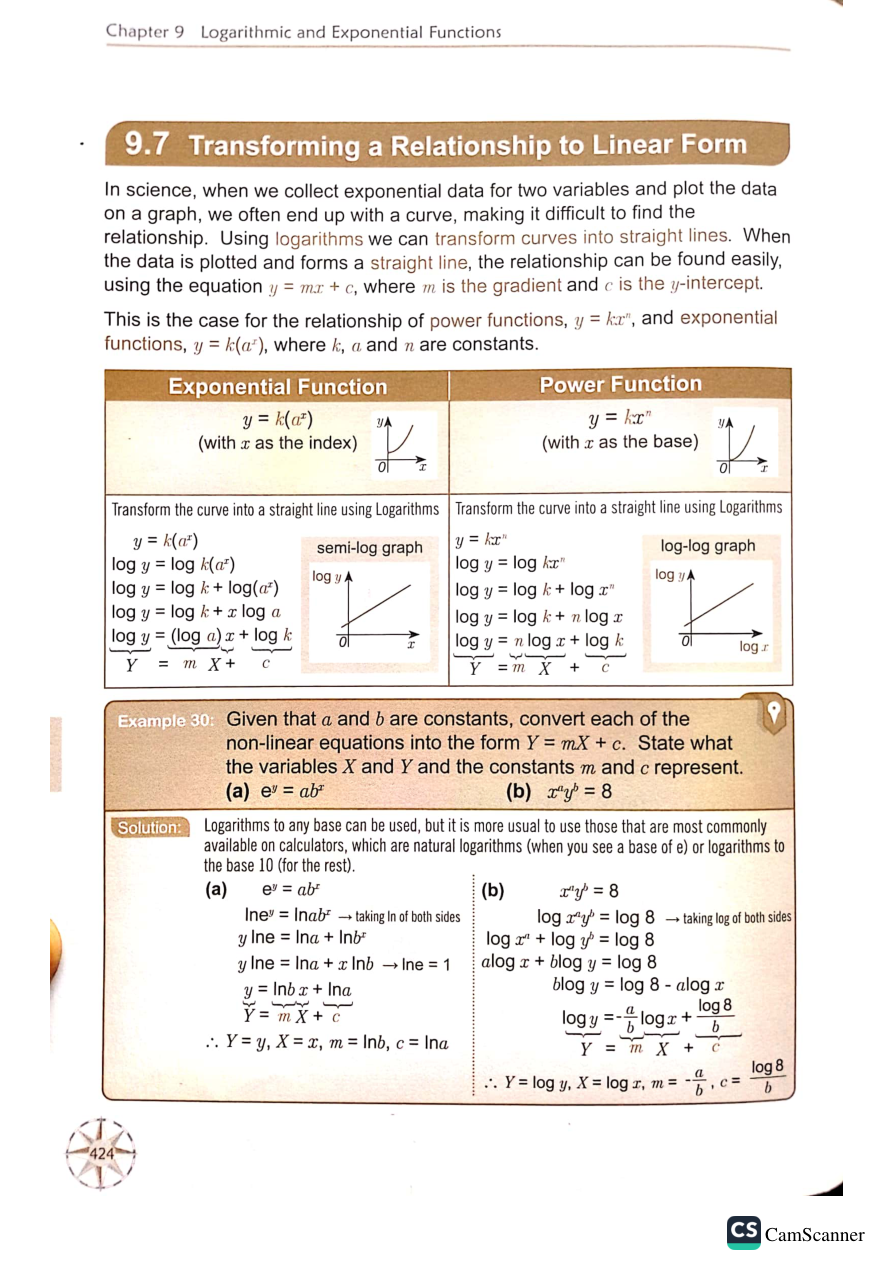 Chapter 9 Logarithmic and Exponential Functions
9.7 Transforming a Relationship to Linear Form
In science, when we collect exponential data for two variables and plot the data
on a graph, we often end up with a curve, making it difficult to find the
relationship. Using logarithms we can transform curves into straight lines. When
the data is plotted and forms a straight line, the relationship can be found easily,
using the equation y = mx + c, where m is the gradient and c is the y-intercept.
This is the case for the relationship of power functions, y = kxⁿ, and exponential
functions, y = k(aˣ), where k, a and n are constants.
Exponential Function
y = k(aˣ)
(with x as the index)
y
O x
Transform the curve into a straight line using Logarithms
y = k(aˣ)
log y = log k(aˣ)
log y = log k + log(aˣ)
log y = log k + x log a
log y = (log a) x + log k
Y = m X + c
semi-log graph
log y
O x
Power Function
y = kxⁿ
(with x as the base)
y
O x
Transform the curve into a straight line using Logarithms
y = kxⁿ
log y = log kxⁿ
log y = log k + log xⁿ
log y = log k + n log x
log y = n log x + log k
Y = m X + c
log-log graph
log y
O
log x
Example 30: Given that a and b are constants, convert each of the
non-linear equations into the form Y = mX + c. State what
the variables X and Y and the constants m and c represent.
(a) eʸ = abˣ (b) xᵃyᵇ = 8
Solution: Logarithms to any base can be used, but it is more usual to use those that are most commonly
available on calculators, which are natural logarithms (when you see a base of e) or logarithms to
the base 10 (for the rest).
(a) eʸ = abˣ
lneʸ = lnabˣ → taking ln of both sides
y lne = lna + lnbˣ
y lne = lna + x lnb → lne = 1
y = lnb x + lna
Y = m X + c
∴ Y = y, X = x, m = lnb, c = lna
(b) xᵃyᵇ = 8
log xᵃyᵇ = log 8 → taking log of both sides
log xᵃ + log yᵇ = log 8
alog x + blog y = log 8
blog y = log 8 - alog x
log y = -a/b log x + log 8/b
Y = m X + c
∴ Y = log y, X = log x, m = -a/b, c = log 8/b
424
CS CamScanner